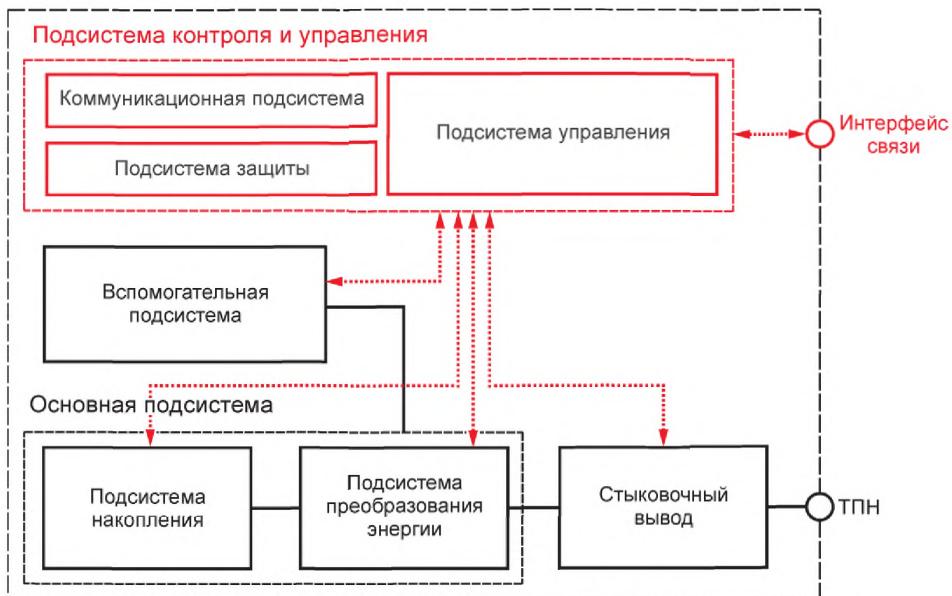 Подсистема контроля и управления
Коммуникационная подсистема
Подсистема защиты
Подсистема управления
Интерфейс
связи
Вспомогательная
подсистема
Основная подсистема
Подсистема
накопления
Подсистема
преобразования
энергии
Стыковочный
вывод
ТПН